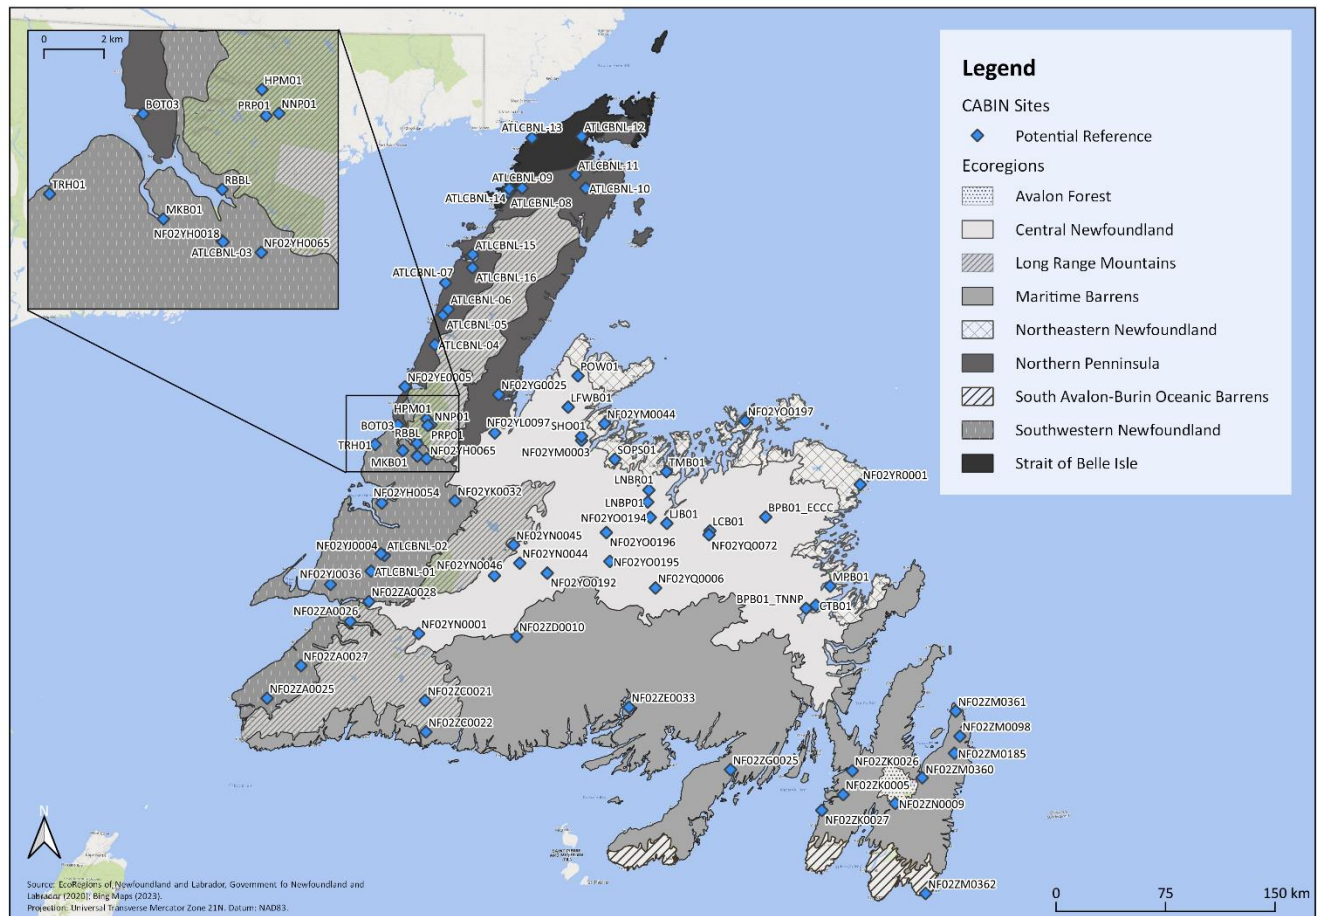 0 2 km
HPM01
PRP01
NNP01
BOT03
RBBL
TRH01
MKB01
NF02YH0018
ATLCBNL-03
NF02YH0065
Legend
CABIN Sites
Potential Reference
Ecoregions
Avalon Forest
Central Newfoundland
Long Range Mountains
Maritime Barrens
Northeastern Newfoundland
Northern Penninsula
South Avalon-Burin Oceanic Barrens
Southwestern Newfoundland
Strait of Belle Isle
ATLCBNL-13
ATLCBNL-12
ATLCBNL-11
ATLCBNL-09
ATLCBNL-10
ATLCBNL-14
ATLCBNL-08
ATLCBNL-15
ATLCBNL-16
ATLCBNL-07
ATLCBNL-06
ATLCBNL-05
ATLCBNL-04
NF02YE0005
NF02YG0025
POW01
LFWB01
HPM01
NNP01
BOT03
RBBL
PRP01
TRH01
NF02YH0065
MKB01
NF02YL0097
SHO01
NF02YM0044
NF02YM0003
NF02YO0197
SOPS01
TMB01
NF02YR0001
LNBR01
LNBP01
NF02YH0054
NF02YK0032
NF02YO0194
LJB01
LCB01
BPB01_ECCC
NF02YO0196
NF02YQ0072
NF02YJ0004
ATLCBNL-02
NF02YN0045
NF02YN0044
NF02YO0195
NF02YJ0036
ATLCBNL-01
NF02YN0046
NF02YO0192
NF02YQ0006
MPB01
NF02ZA0028
BPB01_TNNP
CTB01
NF02ZA0026
NF02YN0001
NF02ZD0010
NF02ZA0027
NF02ZA0025
NF02ZC0021
NF02ZC0022
NF02ZE0033
NF02ZM0361
NF02ZM0098
NF02ZM0185
NF02ZG0025
NF02ZK0026
NF02ZM0360
NF02ZK0005
NF02ZN0009
NF02ZK0027
NF02ZM0362
N
Source: EcoRegions of Newfoundland and Labrador, Government fo Newfoundland and
Labrador (2020); Bing Maps (2023).
Projection: Universal Transverse Mercator Zone 21N. Datum: NAD83.
0 75 150 km